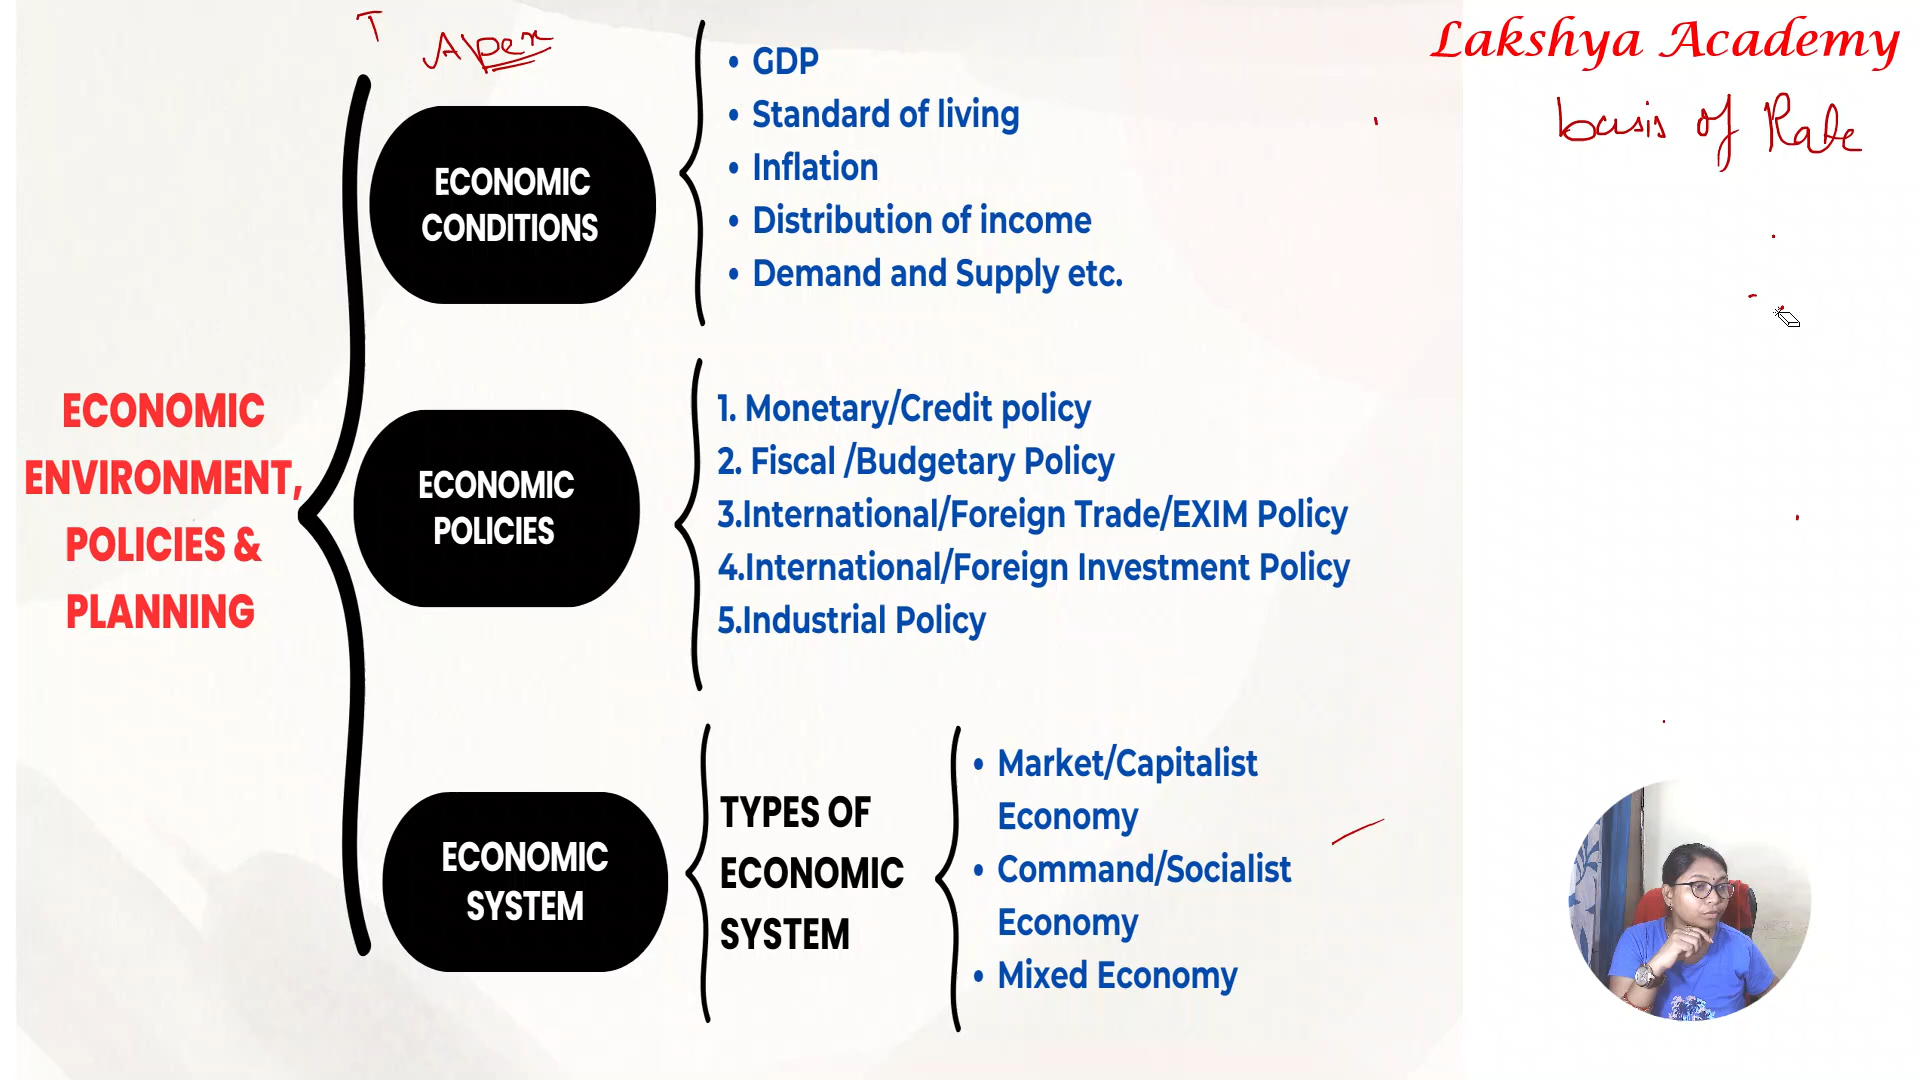 T
Apex
Lakshya Academy
basis of Rate
ECONOMIC
ENVIRONMENT,
POLICIES &
PLANNING
ECONOMIC
CONDITIONS
• GDP
• Standard of living
• Inflation
• Distribution of income
• Demand and Supply etc.
ECONOMIC
POLICIES
1. Monetary/Credit policy
2. Fiscal /Budgetary Policy
3.International/Foreign Trade/EXIM Policy
4.International/Foreign Investment Policy
5.Industrial Policy
ECONOMIC
SYSTEM
TYPES OF
ECONOMIC
SYSTEM
• Market/Capitalist
Economy
• Command/Socialist
Economy
• Mixed Economy